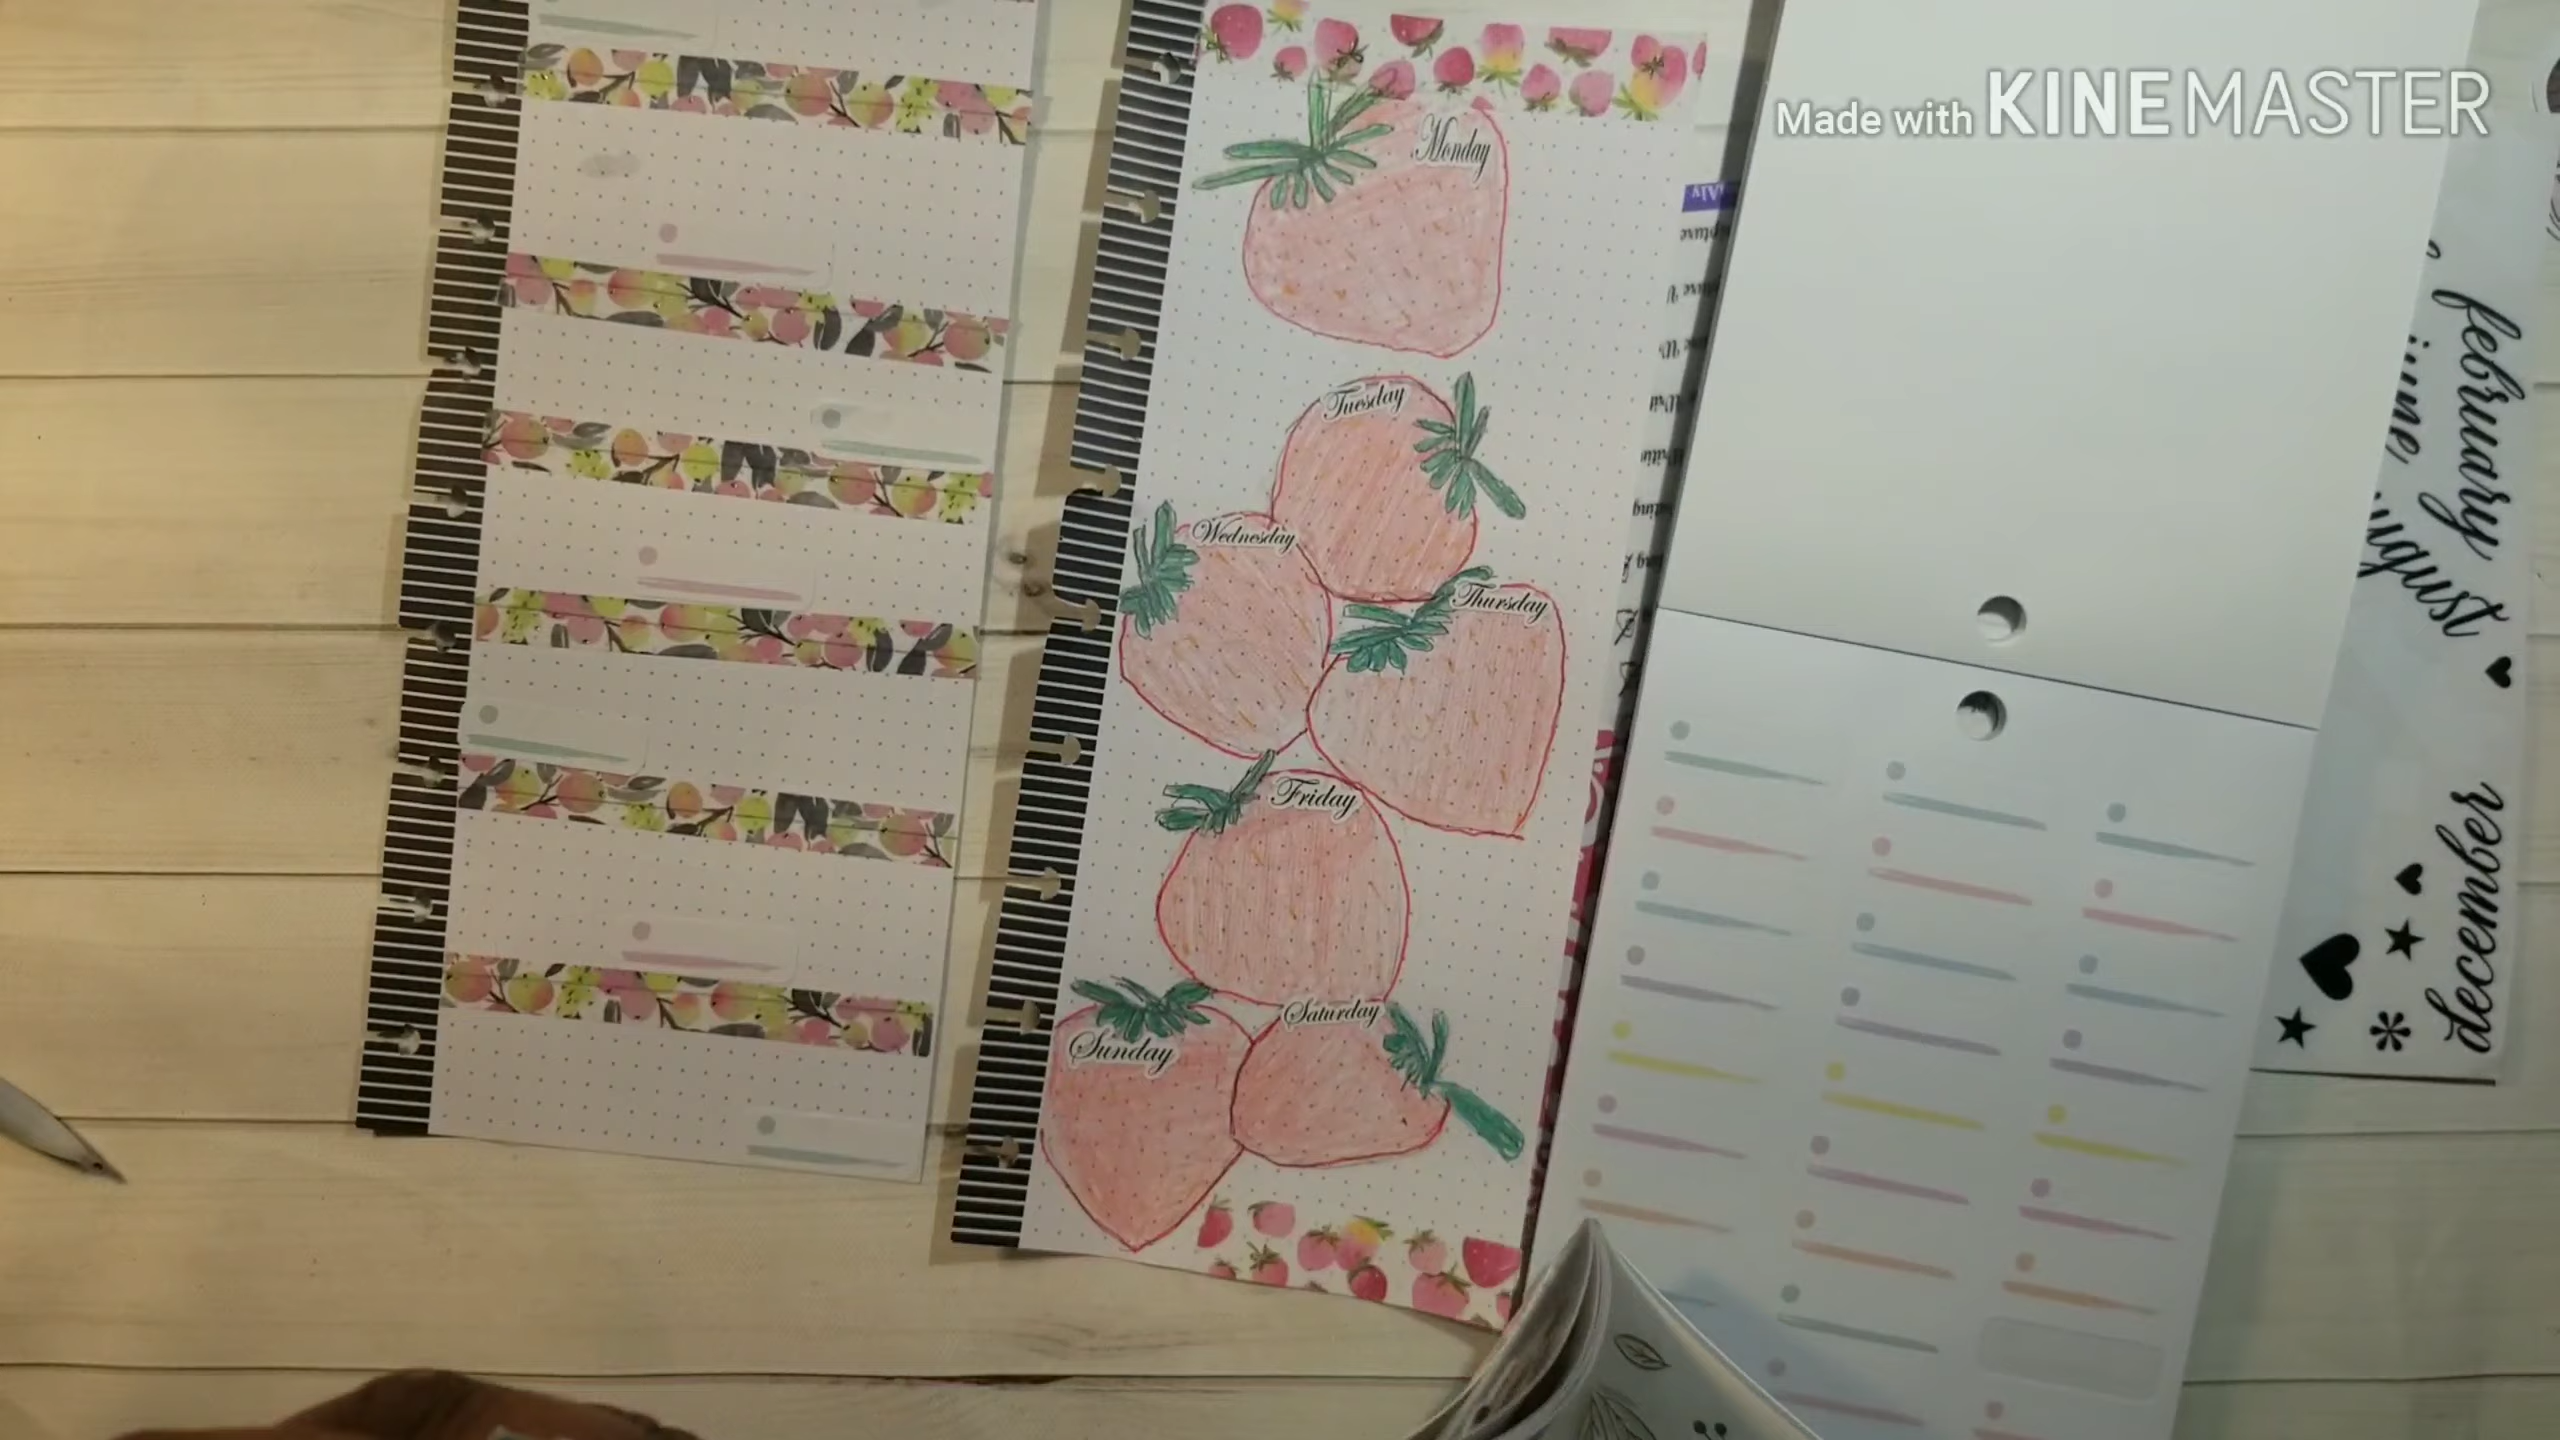 Made with KINEMASTER
Monday
Tuesday
Wednesday
Thursday
Friday
Saturday
Sunday
february
june
august
december